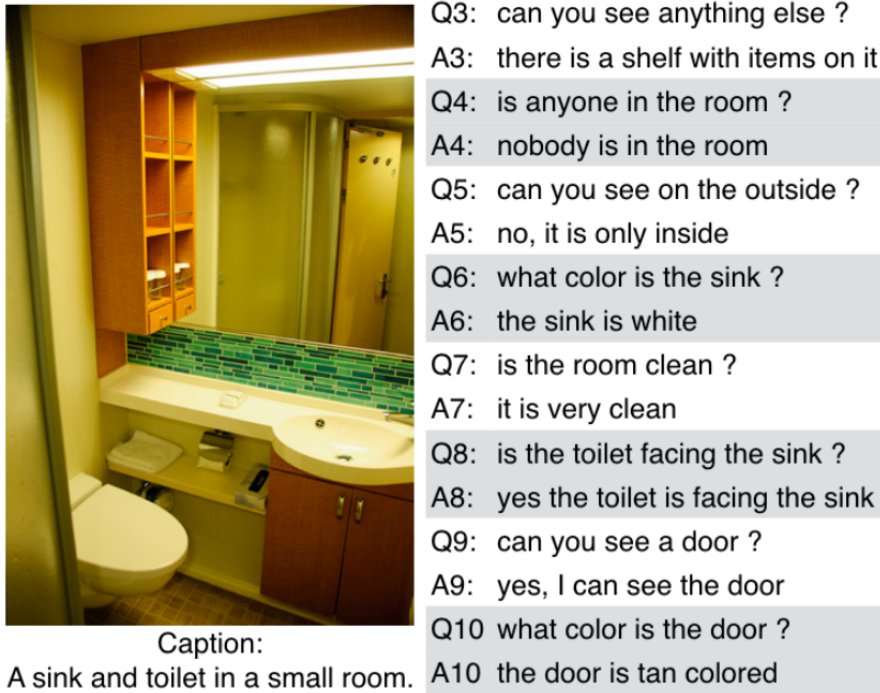 Q3: can you see anything else ?
A3: there is a shelf with items on it
Q4: is anyone in the room ?
A4: nobody is in the room
Q5: can you see on the outside ?
A5: no, it is only inside
Q6: what color is the sink ?
A6: the sink is white
Q7: is the room clean ?
A7: it is very clean
Q8: is the toilet facing the sink ?
A8: yes the toilet is facing the sink
Q9: can you see a door ?
A9: yes, I can see the door
Q10 what color is the door ?
A10 the door is tan colored
Caption:
A sink and toilet in a small room.